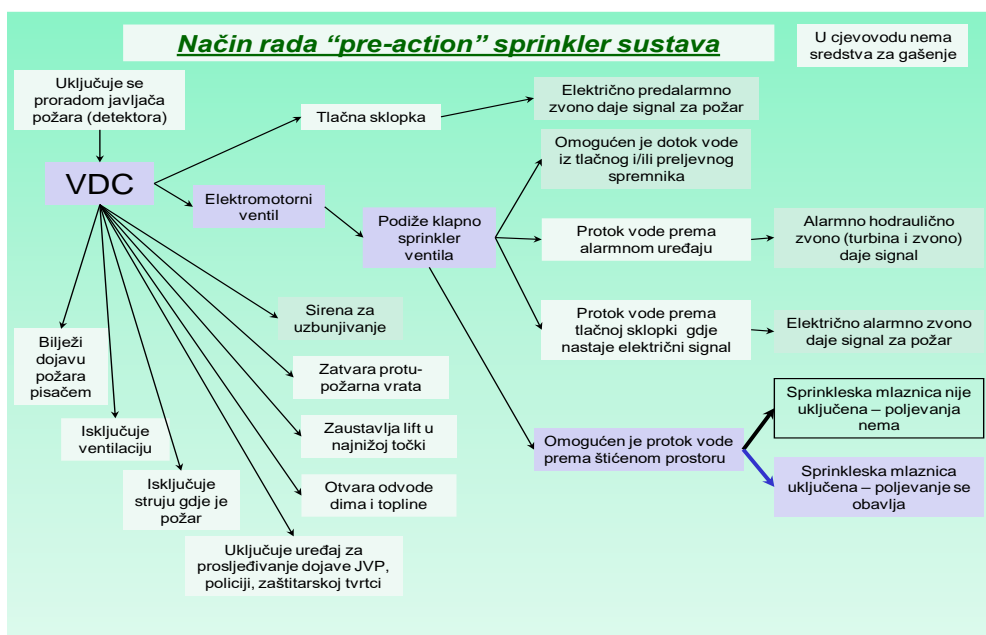 Način rada “pre-action” sprinkler sustava
U cjevovodu nema
sredstva za gašenje
Uključuje se
proradom javljača
požara (detektora)
VDC
Tlačna sklopka
Električno predalarmno
zvono daje signal za požar
Elektromotorni
ventil
Podiže klapno
sprinkler
ventila
Omogućen je dotok vode
iz tlačnog i/ili preljevnog
spremnika
Protok vode prema
alarmnom uređaju
Alarmno hodraulično
zvono (turbina i zvono)
daje signal
Protok vode prema
tlačnoj sklopki gdje
nastaje električni signal
Električno alarmno zvono
daje signal za požar
Sirena za
uzbunjivanje
Bilježi
dojavu
požara
pisačem
Zatvara protu-
požarna vrata
Isključuje
ventilaciju
Zaustavlja lift u
najnižoj točki
Isključuje
struju gdje je
požar
Otvara odvode
dima i topline
Uključuje uređaj za
prosljeđivanje dojave JVP,
policiji, zaštitarskoj tvrtci
Omogućen je protok vode
prema štićenom prostoru
Sprinkleska mlaznica nije
uključena – poljevanja
nema
Sprinkleska mlaznica
uključena – poljevanje se
obavlja